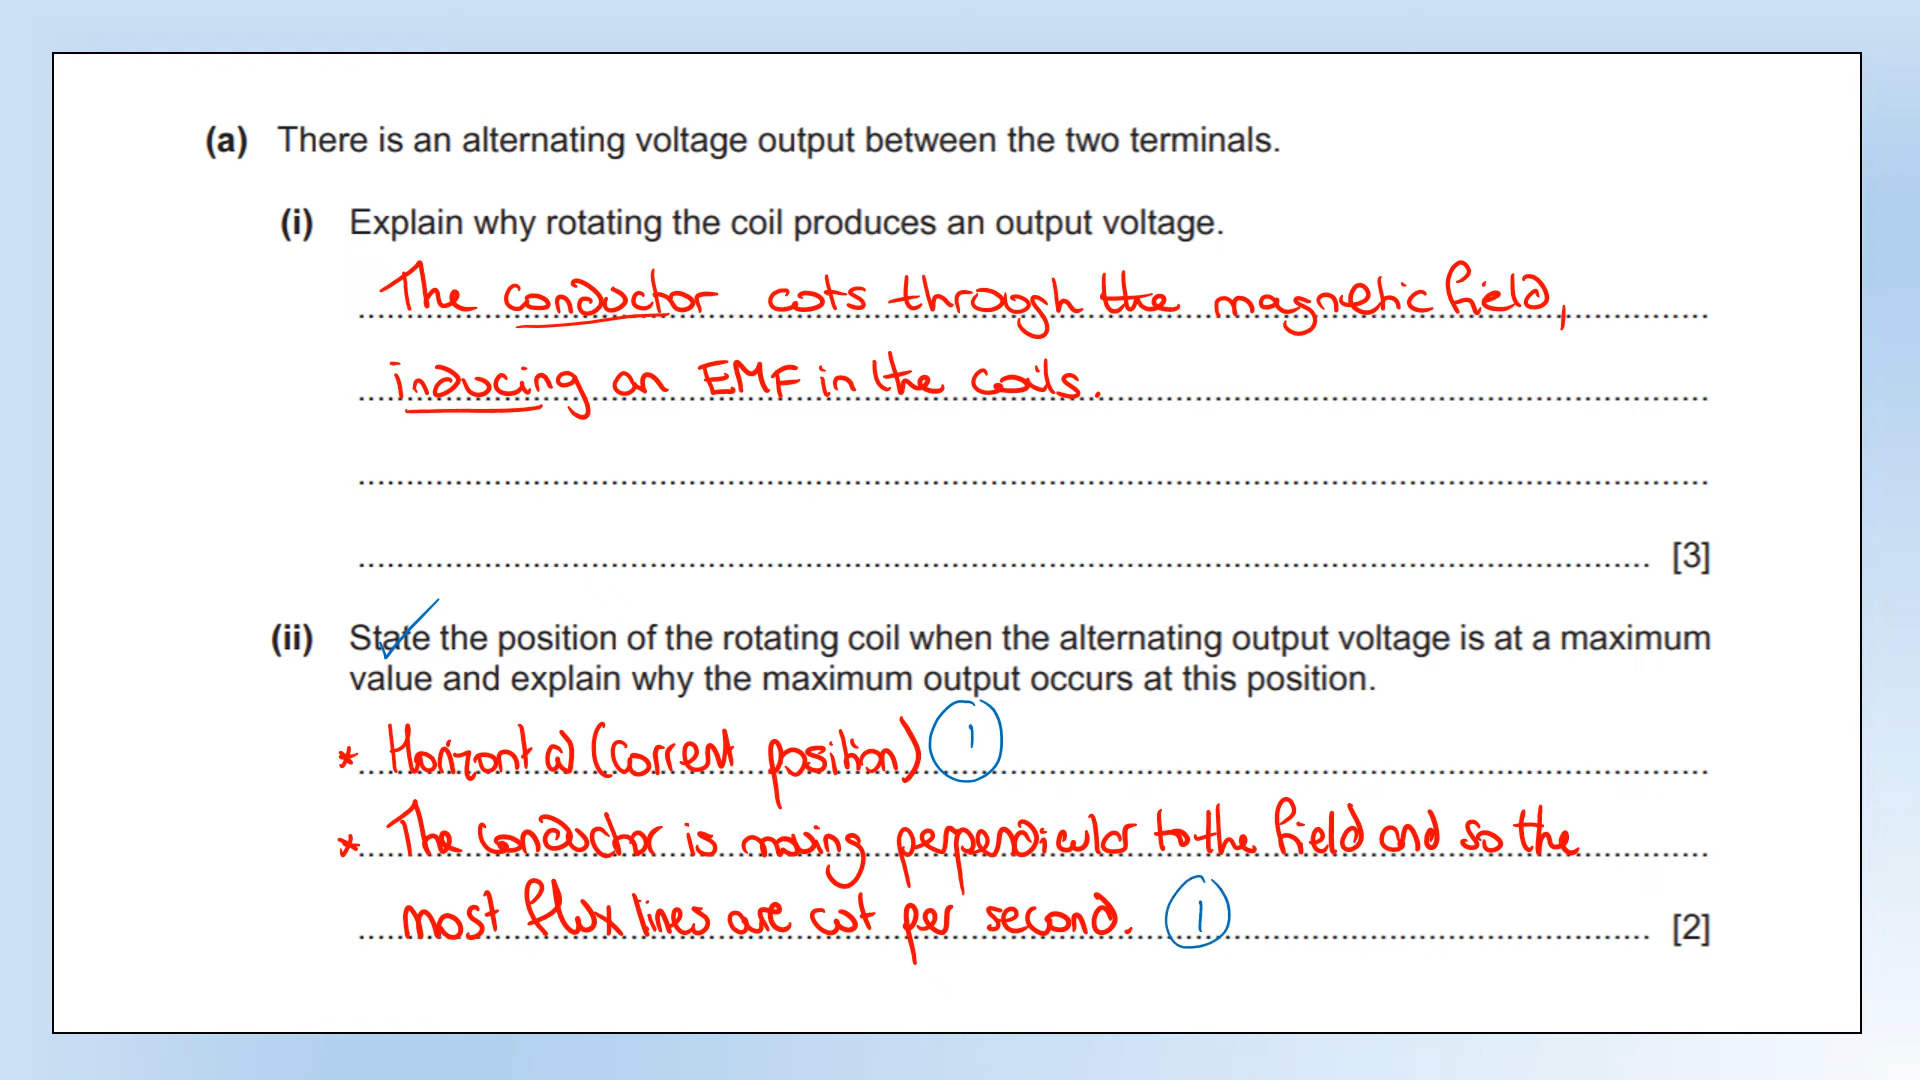 (a) There is an alternating voltage output between the two terminals.
(i) Explain why rotating the coil produces an output voltage.
The conductor cuts through the magnetic field,
inducing an EMF in the coils.
[3]
(ii) State the position of the rotating coil when the alternating output voltage is at a maximum
value and explain why the maximum output occurs at this position.
* Horizontal (current position) 1
* The conductor is moving perpendicular to the field and so the
most flux lines are cut per second. 1
[2]